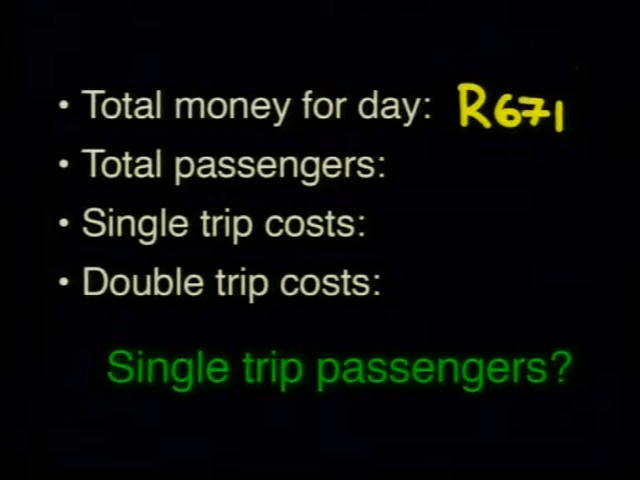 • Total money for day: R671
• Total passengers:
• Single trip costs:
• Double trip costs:
Single trip passengers?